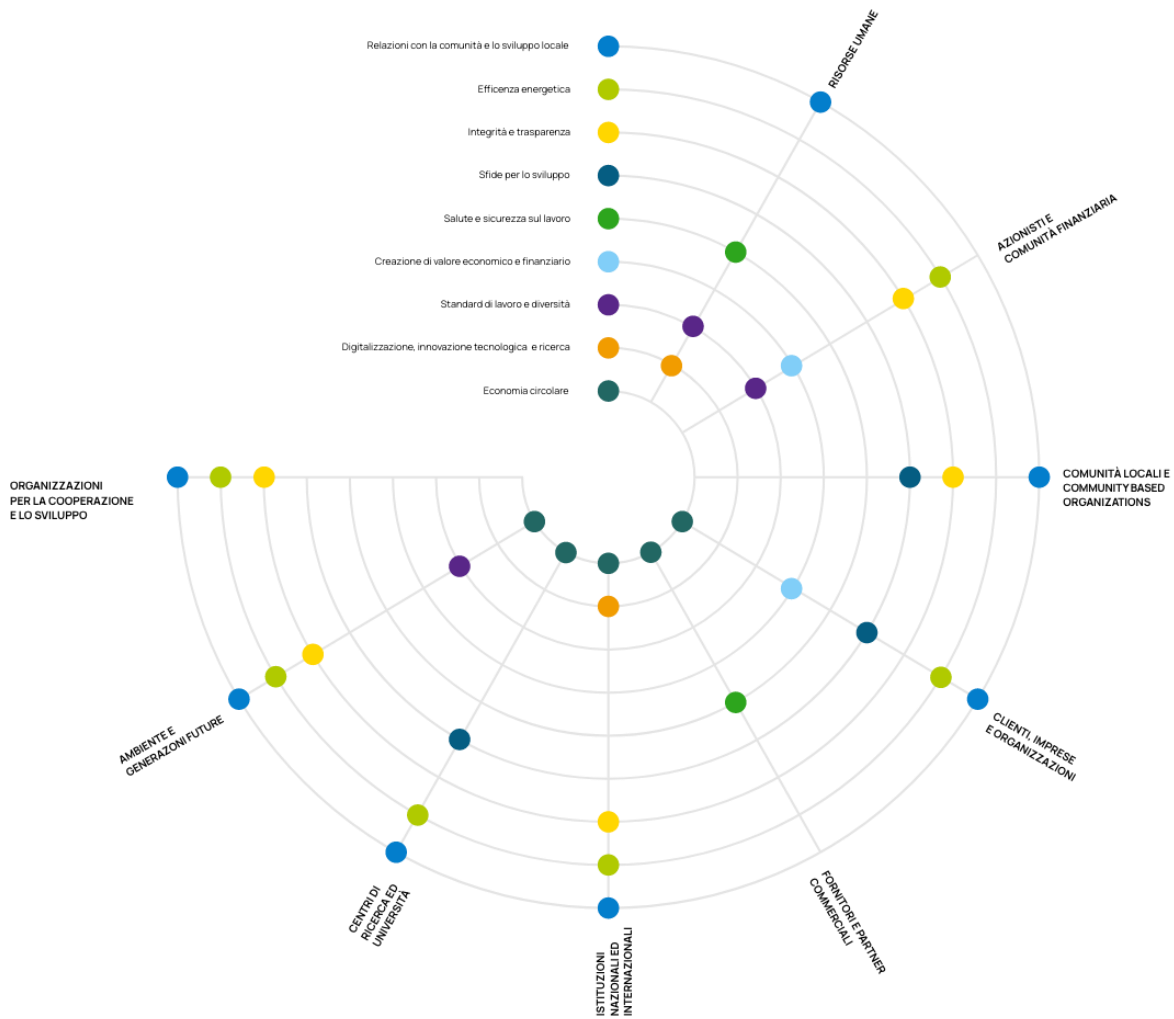 Relazioni con la comunità e lo sviluppo locale
Efficenza energetica
Integrità e trasparenza
Sfide per lo sviluppo
Salute e sicurezza sul lavoro
Creazione di valore economico e finanziario
Standard di lavoro e diversità
Digitalizzazione, innovazione tecnologica e ricerca
Economia circolare
RISORSE UMANE
AZIONISTI E
COMUNITÀ FINANZIARIA
COMUNITÀ LOCALI E
COMMUNITY BASED
ORGANIZATIONS
CLIENTI, IMPRESE
E ORGANIZZAZIONI
FORNITORI E PARTNER
COMMERCIALI
ISTITUZIONI
NAZIONALI ED
INTERNAZIONALI
CENTRI DI
RICERCA ED
UNIVERSITÀ
AMBIENTE E
GENERAZONI FUTURE
ORGANIZZAZIONI
PER LA COOPERAZIONE
E LO SVILUPPO